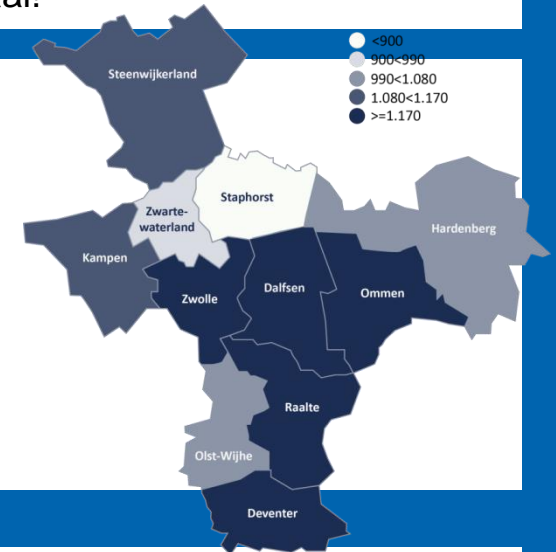 <900
900<990
990<1.080
1.080<1.170
>=1.170
Steenwijkerland
Staphorst
Zwarte-
waterland
Hardenberg
Kampen
Zwolle
Dalfsen
Ommen
Raalte
Olst-Wijhe
Deventer